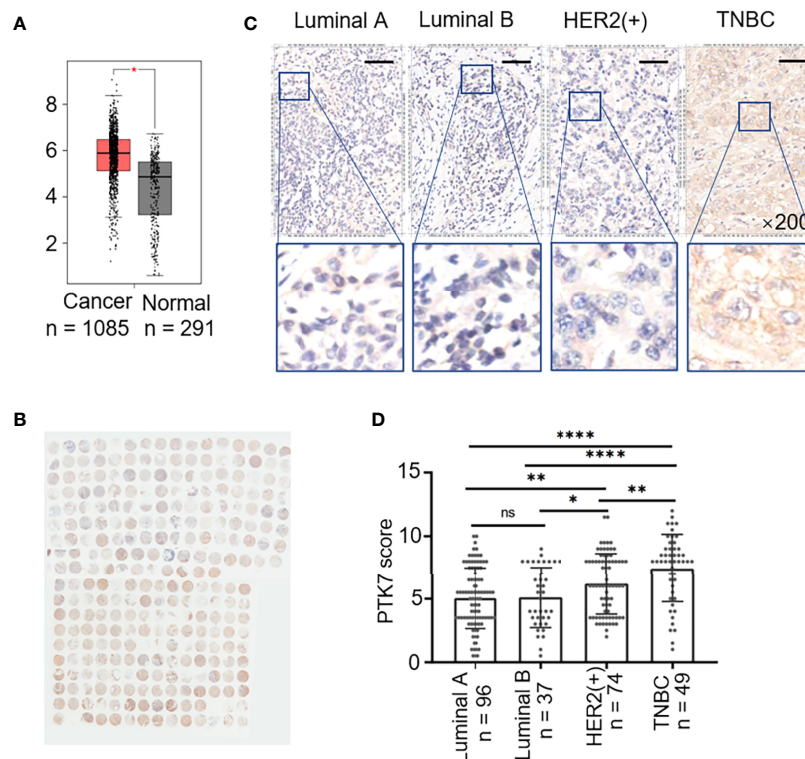 A
*
8
6
4
2
Cancer Normal
n = 1085 n = 291
C
Luminal A Luminal B HER2(+) TNBC
×200
B
D
****
****
** **
*
ns
15
10
5
0
PTK7 score
Luminal A
n = 96
Luminal B
n = 37
HER2(+)
n = 74
TNBC
n = 49